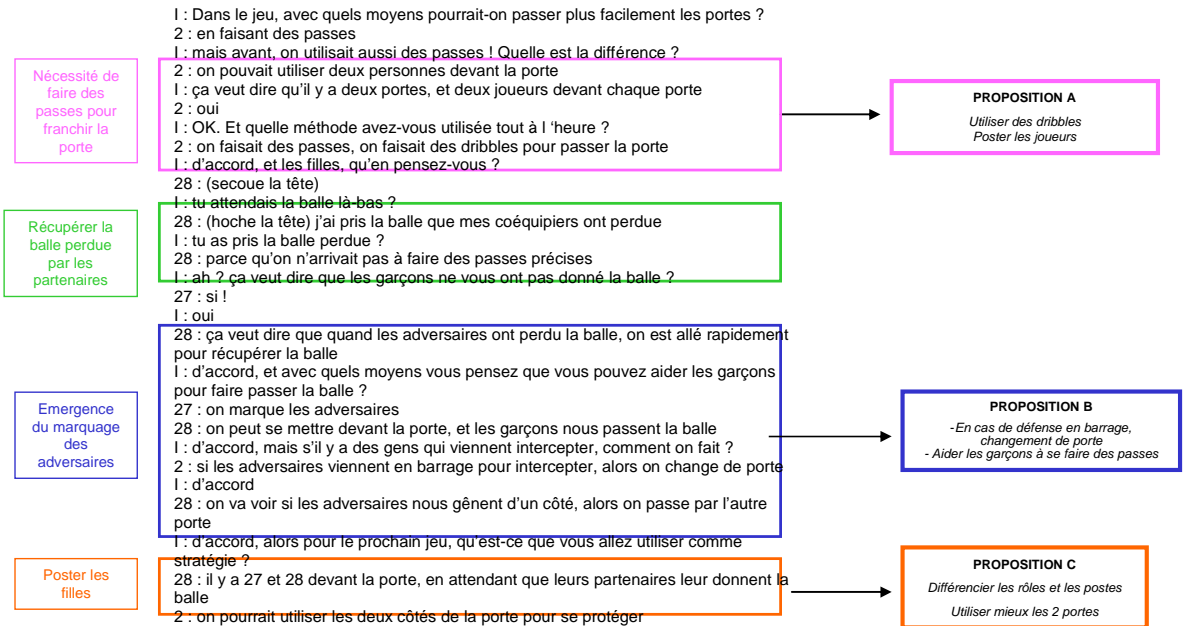 I : Dans le jeu, avec quels moyens pourrait-on passer plus facilement les portes ?
2 : en faisant des passes
I : mais avant, on utilisait aussi des passes ! Quelle est la différence ?
Nécessité de
faire des
passes pour
franchir la
porte
2 : on pouvait utiliser deux personnes devant la porte
I : ça veut dire qu'il y a deux portes, et deux joueurs devant chaque porte
2 : oui
I : OK. Et quelle méthode avez-vous utilisée tout à l 'heure ?
2 : on faisait des passes, on faisait des dribbles pour passer la porte
I : d'accord, et les filles, qu'en pensez-vous ?
PROPOSITION A
Utiliser des dribbles
Poster les joueurs
28 : (secoue la tête)
I : tu attendais la balle là-bas ?
Récupérer la
balle perdue
par les
partenaires
28 : (hoche la tête) j'ai pris la balle que mes coéquipiers ont perdue
I : tu as pris la balle perdue ?
28 : parce qu'on n'arrivait pas à faire des passes précises
I : ah ? ça veut dire que les garçons ne vous ont pas donné la balle ?
27 : si !
I : oui
Emergence
du marquage
des
adversaires
28 : ça veut dire que quand les adversaires ont perdu la balle, on est allé rapidement
pour récupérer la balle
I : d'accord, et avec quels moyens vous pensez que vous pouvez aider les garçons
pour faire passer la balle ?
27 : on marque les adversaires
28 : on peut se mettre devant la porte, et les garçons nous passent la balle
I : d'accord, mais s'il y a des gens qui viennent intercepter, comment on fait ?
2 : si les adversaires viennent en barrage pour intercepter, alors on change de porte
I : d'accord
28 : on va voir si les adversaires nous gênent d'un côté, alors on passe par l'autre
porte
PROPOSITION B
-En cas de défense en barrage,
changement de porte
- Aider les garçons à se faire des passes
I : d'accord, alors pour le prochain jeu, qu'est-ce que vous allez utiliser comme
stratégie ?
Poster les
filles
28 : il y a 27 et 28 devant la porte, en attendant que leurs partenaires leur donnent la
balle
2 : on pourrait utiliser les deux côtés de la porte pour se protéger
PROPOSITION C
Différencier les rôles et les postes
Utiliser mieux les 2 portes